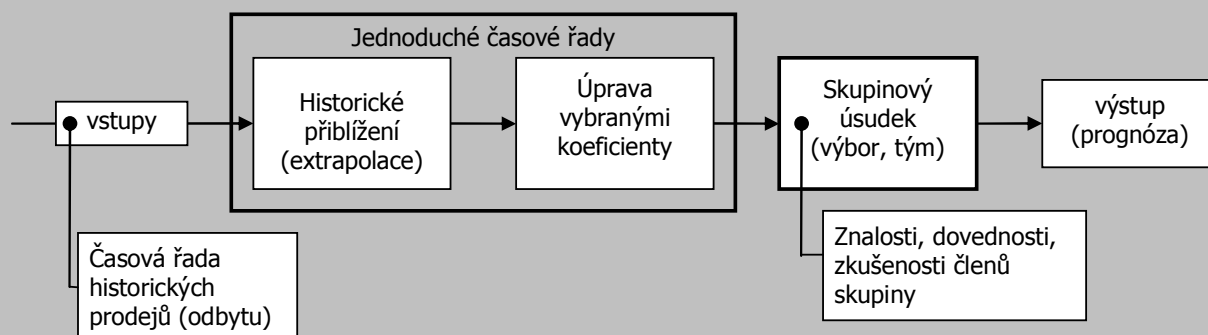 Jednoduché časové řady
vstupy
Historické
přiblížení
(extrapolace)
Úprava
vybranými
koeficienty
Skupinový
úsudek
(výbor, tým)
výstup
(prognóza)
Časová řada
historických
prodejů (odbytu)
Znalosti, dovednosti,
zkušenosti členů
skupiny